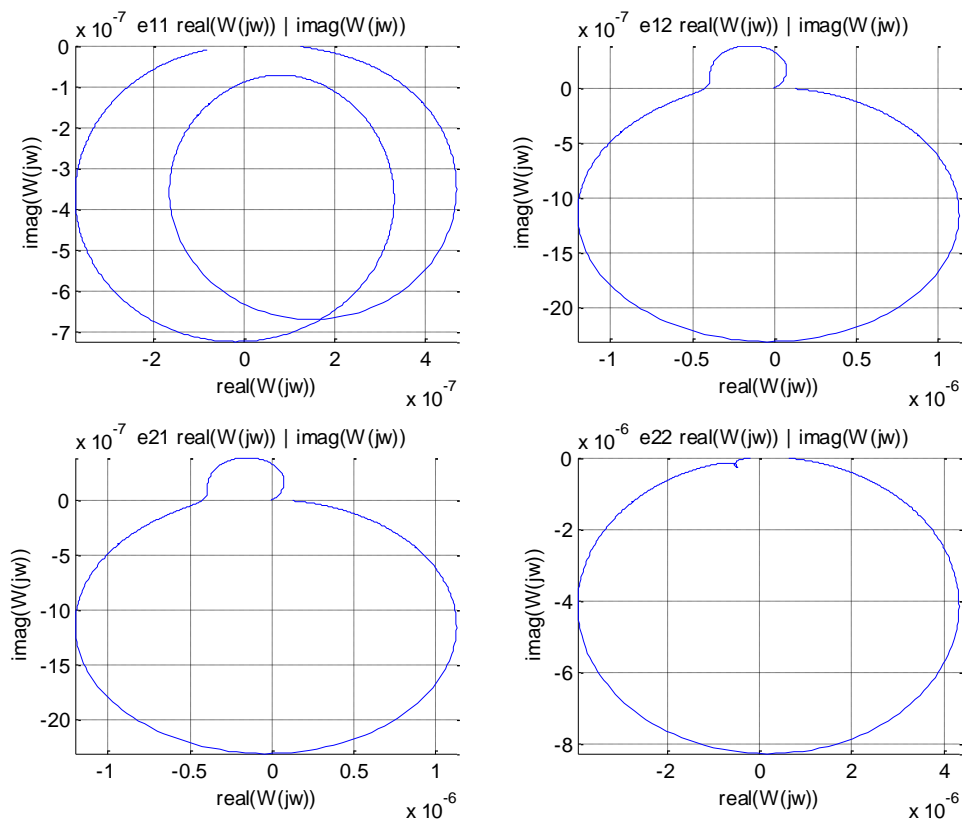 x 10^-7 e11 real(W(jw)) | imag(W(jw))
0
-1
-2
-3
-4
-5
-6
-7
imag(W(jw))
-2 0 2 4
real(W(jw))
x 10^-7
x 10^-7 e12 real(W(jw)) | imag(W(jw))
0
-5
-10
-15
-20
imag(W(jw))
-1 -0.5 0 0.5 1
real(W(jw))
x 10^-6
x 10^-7 e21 real(W(jw)) | imag(W(jw))
0
-5
-10
-15
-20
imag(W(jw))
-1 -0.5 0 0.5 1
real(W(jw))
x 10^-6
x 10^-6 e22 real(W(jw)) | imag(W(jw))
0
-2
-4
-6
-8
imag(W(jw))
-2 0 2 4
real(W(jw))
x 10^-6